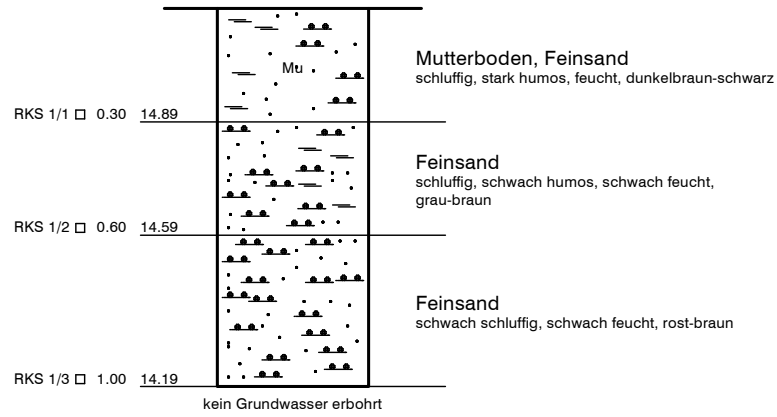 Mu
Mutterboden, Feinsand
schluffig, stark humos, feucht, dunkelbraun-schwarz
RKS 1/1 □ 0.30 14.89
Feinsand
schluffig, schwach humos, schwach feucht,
grau-braun
RKS 1/2 □ 0.60 14.59
Feinsand
schwach schluffig, schwach feucht, rost-braun
RKS 1/3 □ 1.00 14.19
kein Grundwasser erbohrt